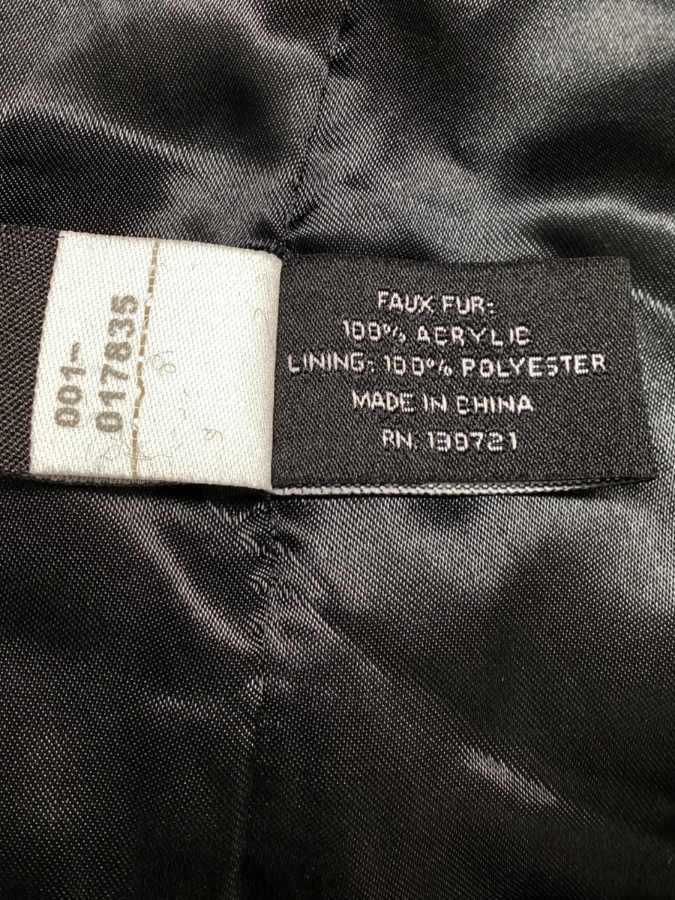 001-
017835
FAUX FUR:
100% ACRYLIC
LINING: 100% POLYESTER
MADE IN CHINA
RN: 130721